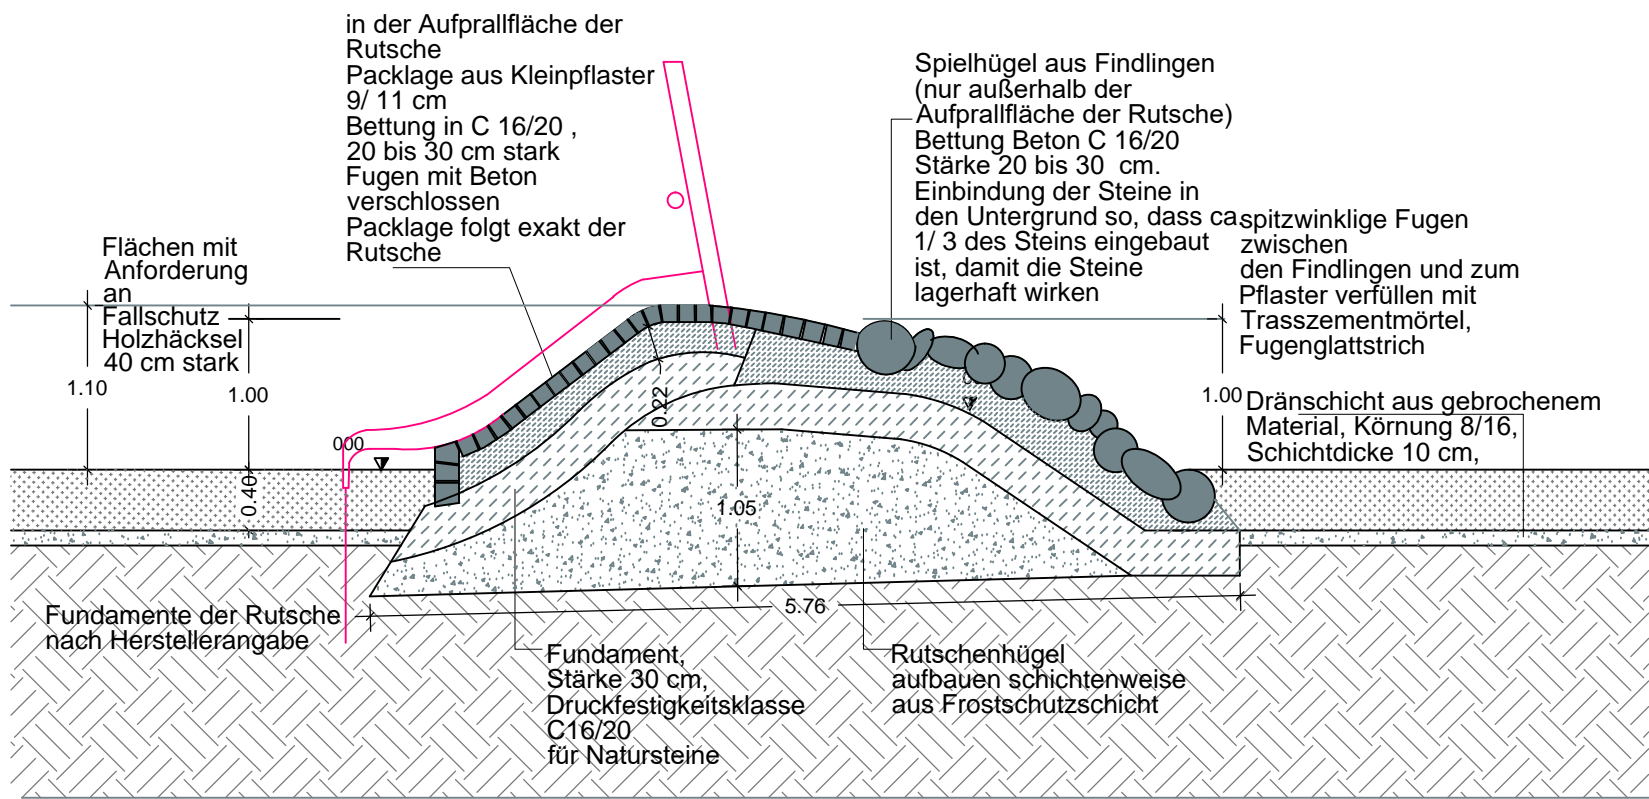 in der Aufprallfläche der
Rutsche
Packlage aus Kleinpflaster
9/ 11 cm
Bettung in C 16/20 ,
20 bis 30 cm stark
Fugen mit Beton
verschlossen
Packlage folgt exakt der
Rutsche
Spielhügel aus Findlingen
(nur außerhalb der
Aufprallfläche der Rutsche)
Bettung Beton C 16/20
Stärke 20 bis 30 cm.
Einbindung der Steine in
den Untergrund so, dass ca.
1/ 3 des Steins eingebaut
ist, damit die Steine
lagerhaft wirken
spitzwinklige Fugen
zwischen
den Findlingen und zum
Pflaster verfüllen mit
Trasszementmörtel,
Fugenglattstrich
Flächen mit
Anforderung
an
Fallschutz
Holzhäcksel
40 cm stark
1.10
1.00
0.22
1.00
Dränschicht aus gebrochenem
Material, Körnung 8/16,
Schichtdicke 10 cm,
000
0.40
1.05
5.76
Fundamente der Rutsche
nach Herstellerangabe
Fundament,
Stärke 30 cm,
Druckfestigkeitsklasse
C16/20
für Natursteine
Rutschenhügel
aufbauen schichtenweise
aus Frostschutzschicht